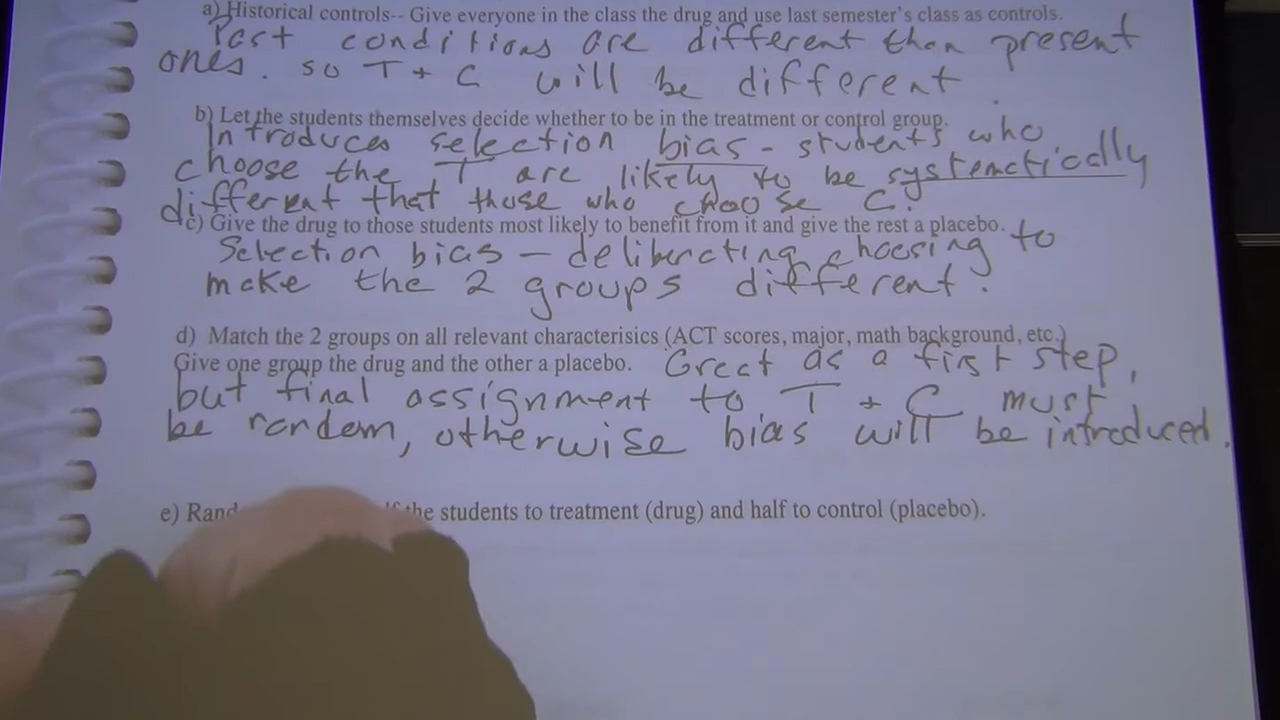 a) Historical controls-- Give everyone in the class the drug and use last semester's class as controls.
Past conditions are different than present
ones. so T + C will be different.
b) Let the students themselves decide whether to be in the treatment or control group.
Introduces selection bias - students who
choose the T are likely to be systematically
different that those who choose C.
c) Give the drug to those students most likely to benefit from it and give the rest a placebo.
Selection bias — deliberating choosing to
make the 2 groups different.
d) Match the 2 groups on all relevant characterisics (ACT scores, major, math background, etc.)
Give one group the drug and the other a placebo. Great as a first step,
but final assignment to T + C must
be random, otherwise bias will be introduced.
e) the students to treatment (drug) and half to control (placebo).